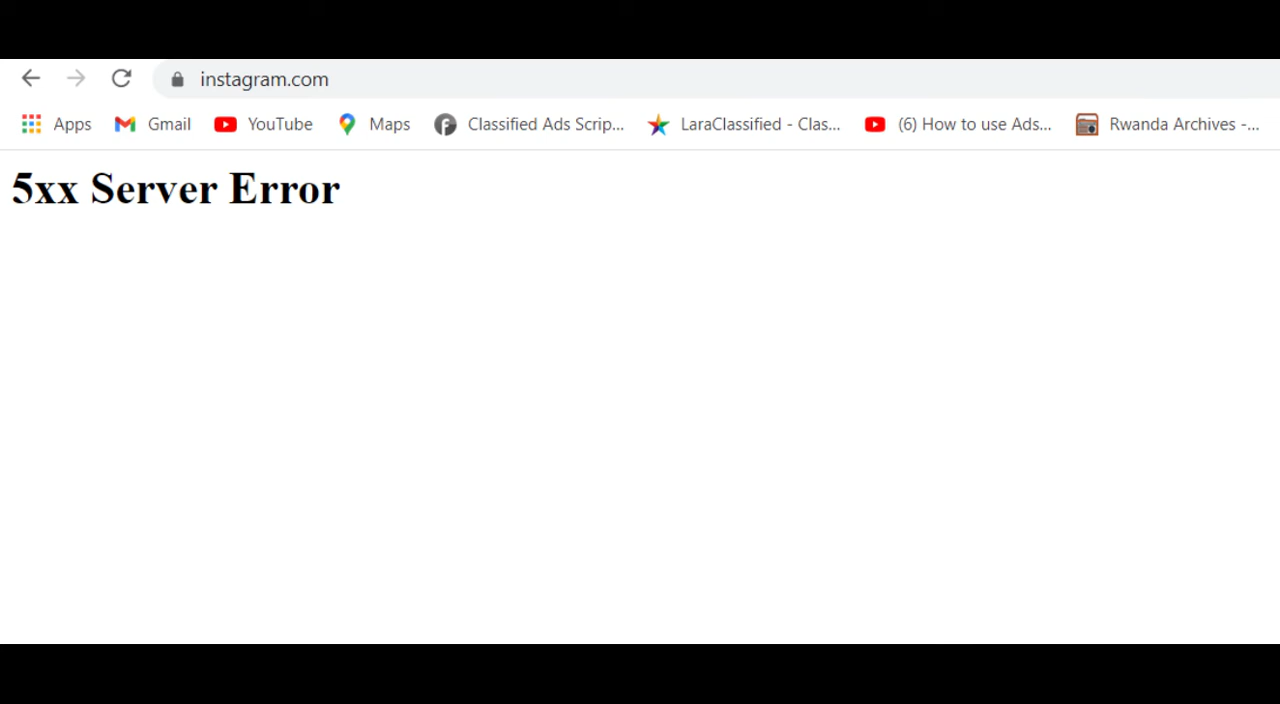 instagram.com
Apps Gmail YouTube Maps Classified Ads Scrip... LaraClassified - Clas... (6) How to use Ads... Rwanda Archives -...
5xx Server Error